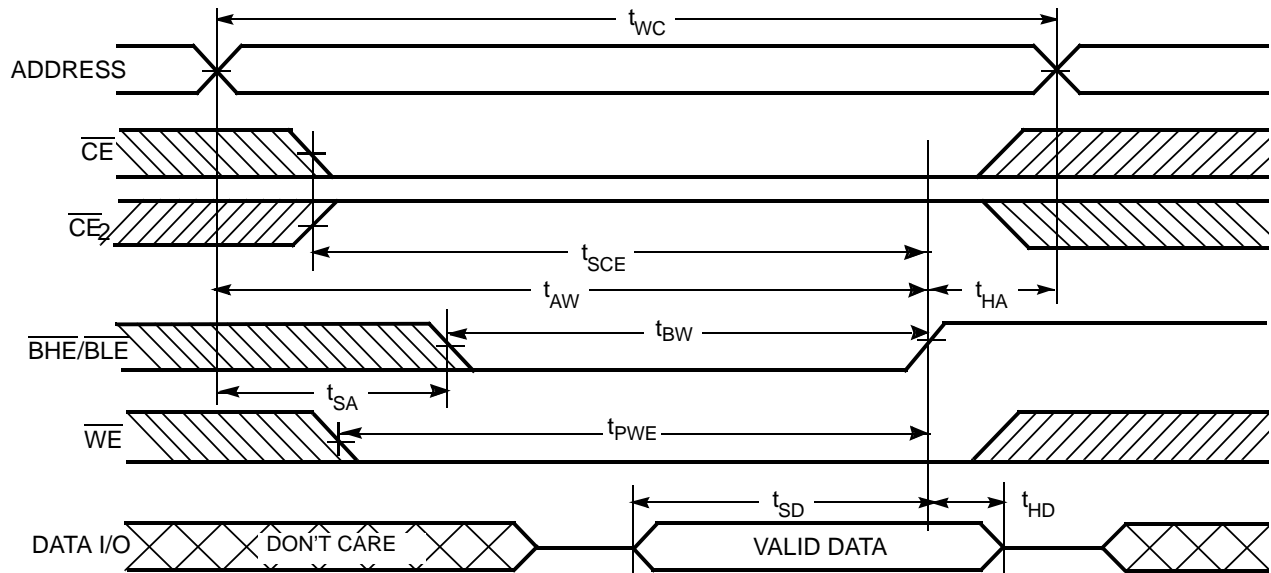 tWC
ADDRESS
CE
CE2
tSCE
tAW
tHA
BHE/BLE
tBW
tSA
WE
tPWE
tSD
tHD
DATA I/O
DON'T CARE
VALID DATA